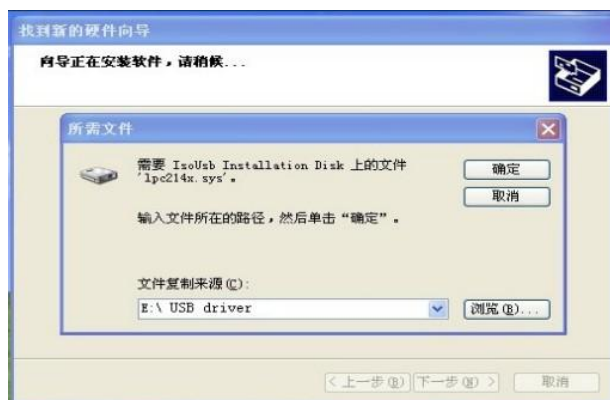 找到新的硬件向导
向导正在安装软件，请稍候...
所需文件
需要 IsoUsb Installation Disk 上的文件
'lpc214x.sys'。
确定
取消
输入文件所在的路径，然后单击“确定”。
文件复制来源(C):
E:\ USB driver
浏览(B)...
<上一步(B)
下一步(N) >
取消